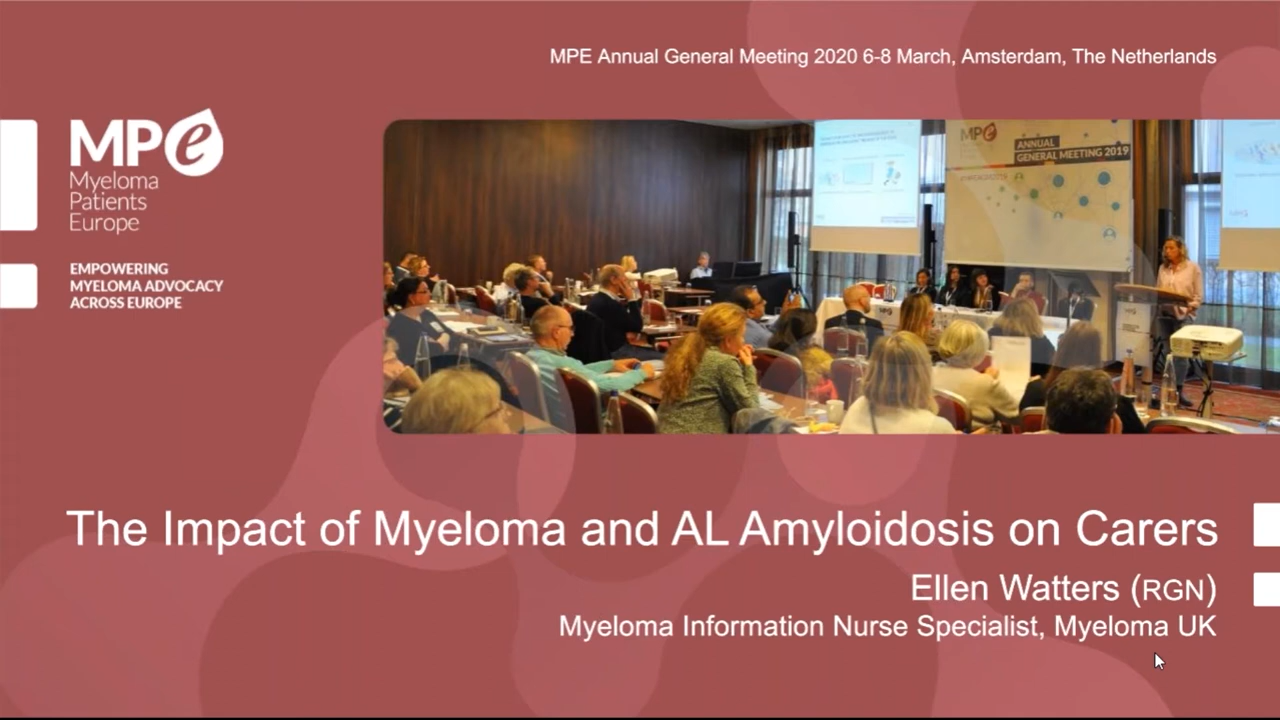 MPE Annual General Meeting 2020 6-8 March, Amsterdam, The Netherlands
MPe
Myeloma
Patients
Europe
EMPOWERING
MYELOMA ADVOCACY
ACROSS EUROPE
MPe
ANNUAL
GENERAL MEETING 2019
The Impact of Myeloma and AL Amyloidosis on Carers
Ellen Watters (RGN)
Myeloma Information Nurse Specialist, Myeloma UK